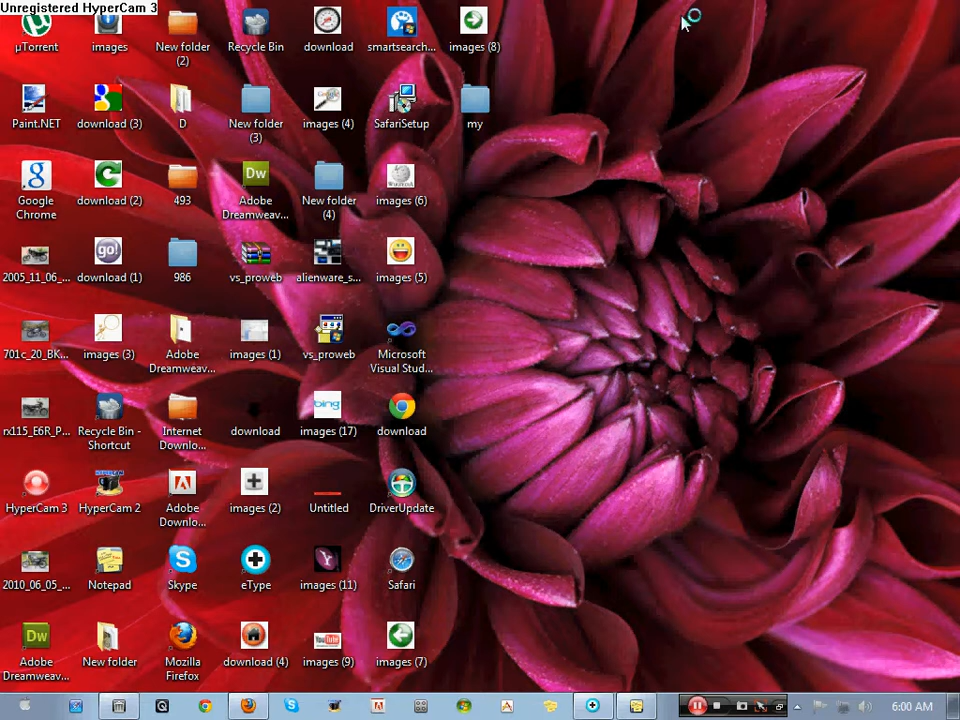 Unregistered HyperCam 3
µTorrent
images
New folder
(2)
Recycle Bin
download
smartsearch...
images (8)
Paint.NET
download (3)
D
New folder
(3)
images (4)
SafariSetup
my
Google
Chrome
download (2)
493
Dw
Adobe
Dreamweav...
New folder
(4)
images (6)
2005_11_06_...
go!
download (1)
986
vs_proweb
alienware_s...
images (5)
701c_20_BK...
images (3)
Adobe
Dreamweav...
images (1)
vs_proweb
Microsoft
Visual Stud...
rx115_E6R_P...
Recycle Bin -
Shortcut
Internet
Downlo...
download
bing
images (17)
download
HyperCam 3
HyperCam 2
Adobe
Downlo...
images (2)
Untitled
DriverUpdate
2010_06_05_...
Notepad
Skype
eType
images (11)
Safari
Dw
Adobe
Dreamweav...
New folder
Mozilla
Firefox
download (4)
images (9)
images (7)
6:00 AM